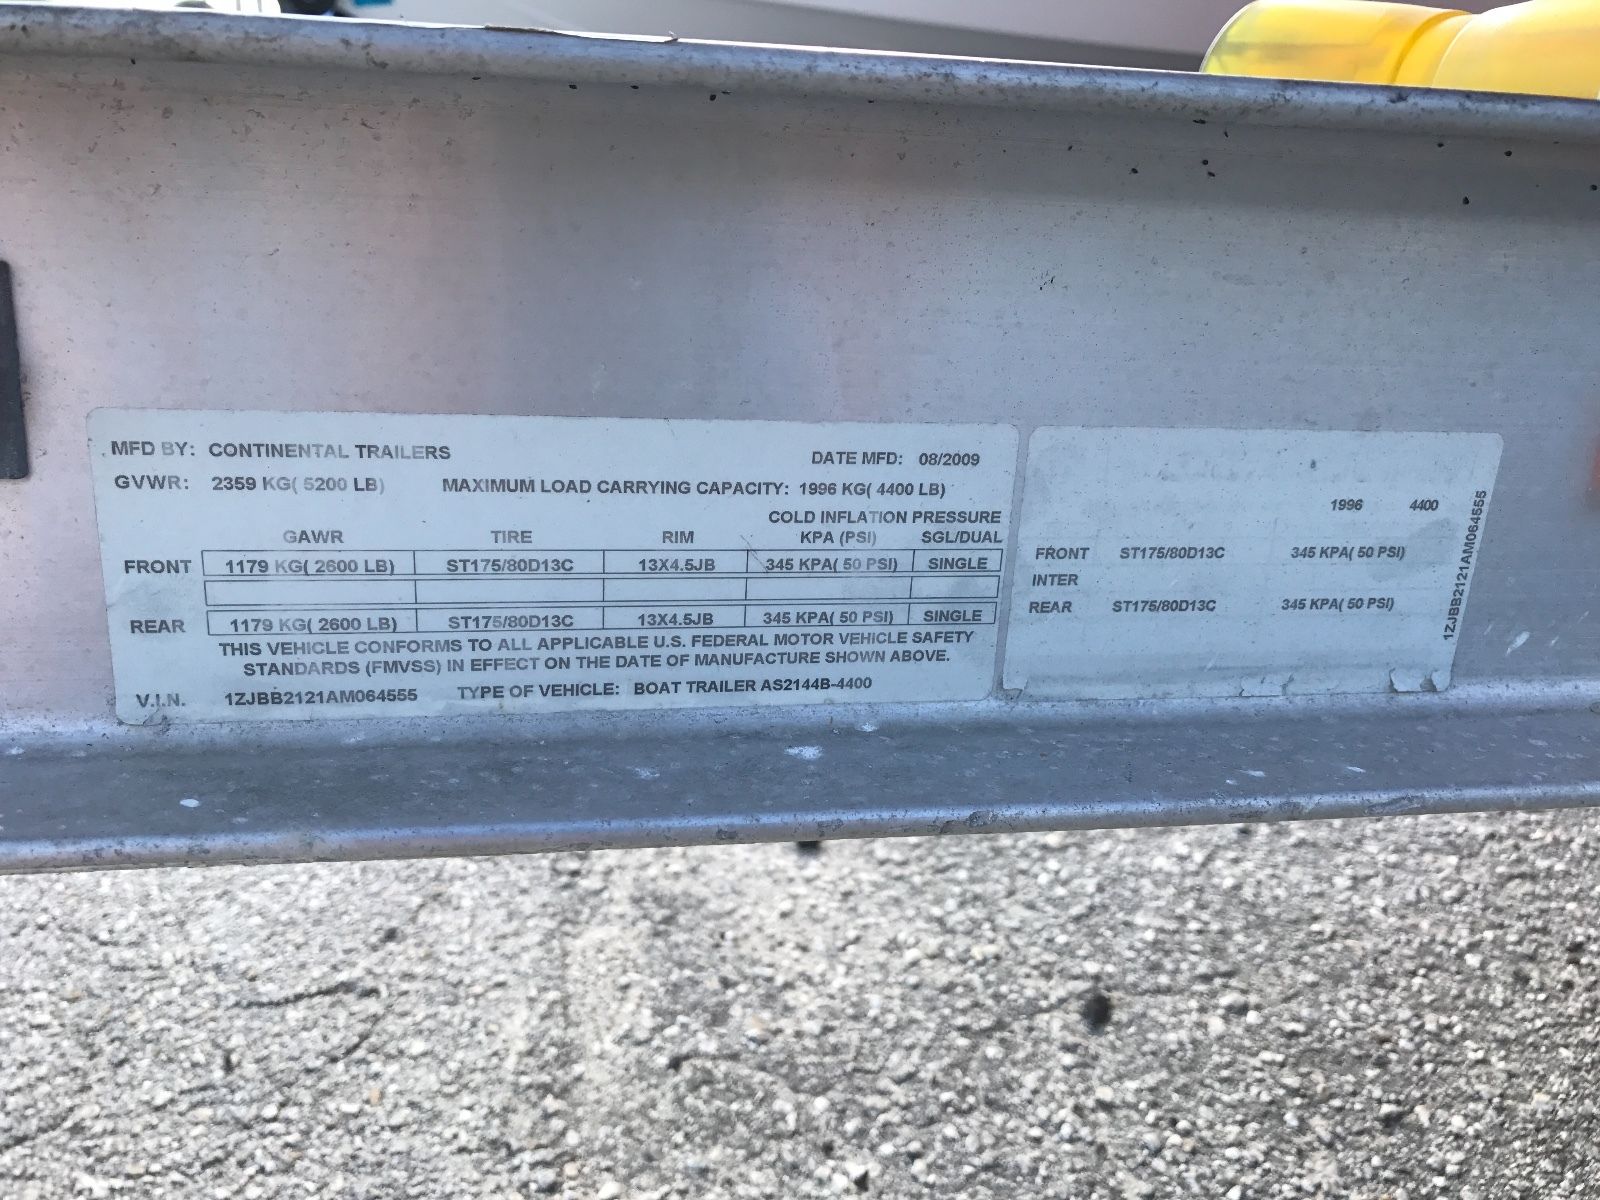 MFD BY: CONTINENTAL TRAILERS DATE MFD: 08/2009
GVWR: 2359 KG( 5200 LB) MAXIMUM LOAD CARRYING CAPACITY: 1996 KG( 4400 LB)
COLD INFLATION PRESSURE
GAWR TIRE RIM KPA (PSI) SGL/DUAL
FRONT 1179 KG( 2600 LB) ST175/80D13C 13X4.5JB 345 KPA( 50 PSI) SINGLE
REAR 1179 KG( 2600 LB) ST175/80D13C 13X4.5JB 345 KPA( 50 PSI) SINGLE
THIS VEHICLE CONFORMS TO ALL APPLICABLE U.S. FEDERAL MOTOR VEHICLE SAFETY
STANDARDS (FMVSS) IN EFFECT ON THE DATE OF MANUFACTURE SHOWN ABOVE.
V.I.N. 1ZJBB2121AM064555 TYPE OF VEHICLE: BOAT TRAILER AS2144B-4400
1996 4400
FRONT ST175/80D13C 345 KPA( 50 PSI)
INTER
REAR ST175/80D13C 345 KPA( 50 PSI)
1ZJBB2121AM064555